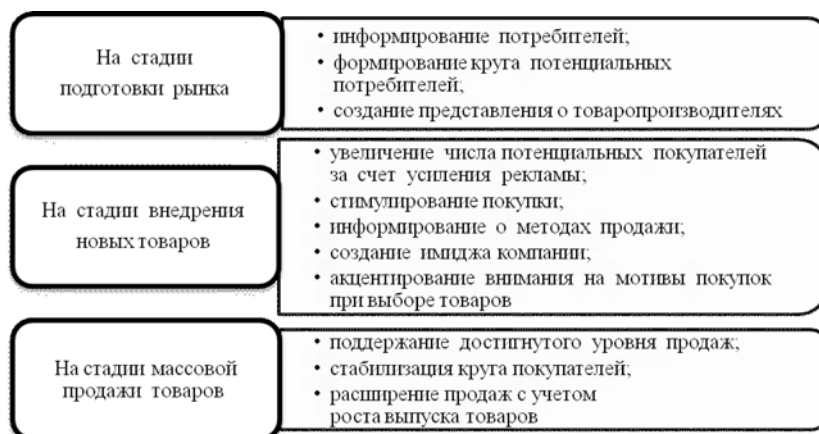 На стадии
подготовки рынка
• информирование потребителей;
• формирование круга потенциальных
потребителей;
• создание представления о товаропроизводителях
На стадии внедрения
новых товаров
• увеличение числа потенциальных покупателей
за счет усиления рекламы;
• стимулирование покупки;
• информирование о методах продажи;
• создание имиджа компании;
• акцентирование внимания на мотивы покупок
при выборе товаров
На стадии массовой
продажи товаров
• поддержание достигнутого уровня продаж;
• стабилизация круга покупателей;
• расширение продаж с учетом
роста выпуска товаров